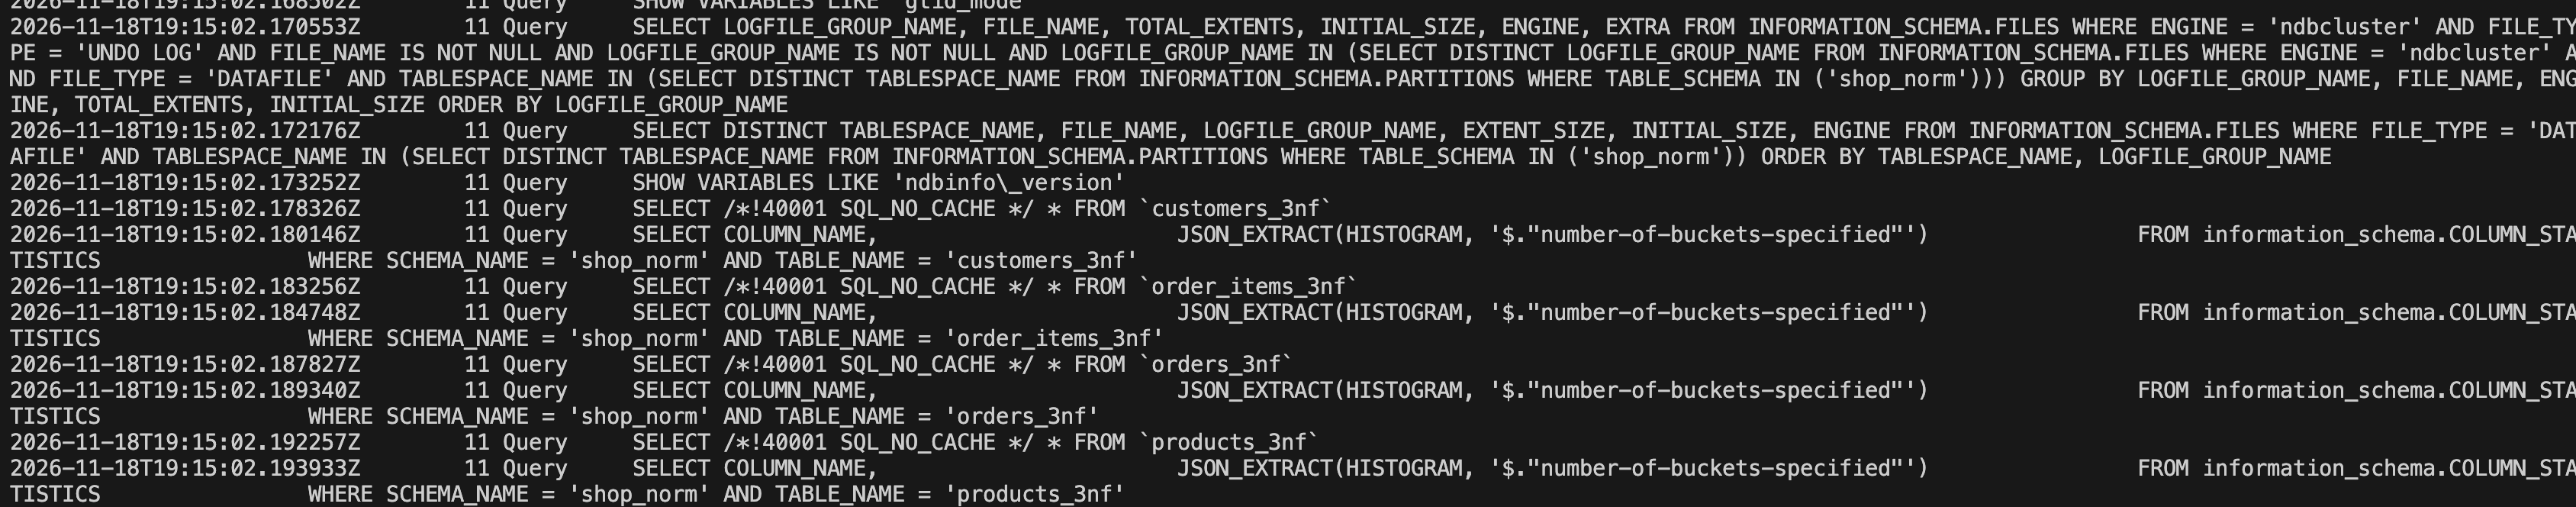 2026-11-18T19:15:02.168502Z 11 Query SHOW VARIABLES LIKE 'gtid_mode'
2026-11-18T19:15:02.170553Z 11 Query SELECT LOGFILE_GROUP_NAME, FILE_NAME, TOTAL_EXTENTS, INITIAL_SIZE, ENGINE, EXTRA FROM INFORMATION_SCHEMA.FILES WHERE ENGINE = 'ndbcluster' AND FILE_TY
PE = 'UNDO LOG' AND FILE_NAME IS NOT NULL AND LOGFILE_GROUP_NAME IS NOT NULL AND LOGFILE_GROUP_NAME IN (SELECT DISTINCT LOGFILE_GROUP_NAME FROM INFORMATION_SCHEMA.FILES WHERE ENGINE = 'ndbcluster' A
ND FILE_TYPE = 'DATAFILE' AND TABLESPACE_NAME IN (SELECT DISTINCT TABLESPACE_NAME FROM INFORMATION_SCHEMA.PARTITIONS WHERE TABLE_SCHEMA IN ('shop_norm'))) GROUP BY LOGFILE_GROUP_NAME, FILE_NAME, ENG
INE, TOTAL_EXTENTS, INITIAL_SIZE ORDER BY LOGFILE_GROUP_NAME
2026-11-18T19:15:02.172176Z 11 Query SELECT DISTINCT TABLESPACE_NAME, FILE_NAME, LOGFILE_GROUP_NAME, EXTENT_SIZE, INITIAL_SIZE, ENGINE FROM INFORMATION_SCHEMA.FILES WHERE FILE_TYPE = 'DAT
AFILE' AND TABLESPACE_NAME IN (SELECT DISTINCT TABLESPACE_NAME FROM INFORMATION_SCHEMA.PARTITIONS WHERE TABLE_SCHEMA IN ('shop_norm')) ORDER BY TABLESPACE_NAME, LOGFILE_GROUP_NAME
2026-11-18T19:15:02.173252Z 11 Query SHOW VARIABLES LIKE 'ndbinfo\_version'
2026-11-18T19:15:02.178326Z 11 Query SELECT /*!40001 SQL_NO_CACHE */ * FROM `customers_3nf`
2026-11-18T19:15:02.180146Z 11 Query SELECT COLUMN_NAME, JSON_EXTRACT(HISTOGRAM, '$."number-of-buckets-specified"') FROM information_schema.COLUMN_STA
TISTICS WHERE SCHEMA_NAME = 'shop_norm' AND TABLE_NAME = 'customers_3nf'
2026-11-18T19:15:02.183256Z 11 Query SELECT /*!40001 SQL_NO_CACHE */ * FROM `order_items_3nf`
2026-11-18T19:15:02.184748Z 11 Query SELECT COLUMN_NAME, JSON_EXTRACT(HISTOGRAM, '$."number-of-buckets-specified"') FROM information_schema.COLUMN_STA
TISTICS WHERE SCHEMA_NAME = 'shop_norm' AND TABLE_NAME = 'order_items_3nf'
2026-11-18T19:15:02.187827Z 11 Query SELECT /*!40001 SQL_NO_CACHE */ * FROM `orders_3nf`
2026-11-18T19:15:02.189340Z 11 Query SELECT COLUMN_NAME, JSON_EXTRACT(HISTOGRAM, '$."number-of-buckets-specified"') FROM information_schema.COLUMN_STA
TISTICS WHERE SCHEMA_NAME = 'shop_norm' AND TABLE_NAME = 'orders_3nf'
2026-11-18T19:15:02.192257Z 11 Query SELECT /*!40001 SQL_NO_CACHE */ * FROM `products_3nf`
2026-11-18T19:15:02.193933Z 11 Query SELECT COLUMN_NAME, JSON_EXTRACT(HISTOGRAM, '$."number-of-buckets-specified"') FROM information_schema.COLUMN_STA
TISTICS WHERE SCHEMA_NAME = 'shop_norm' AND TABLE_NAME = 'products_3nf'